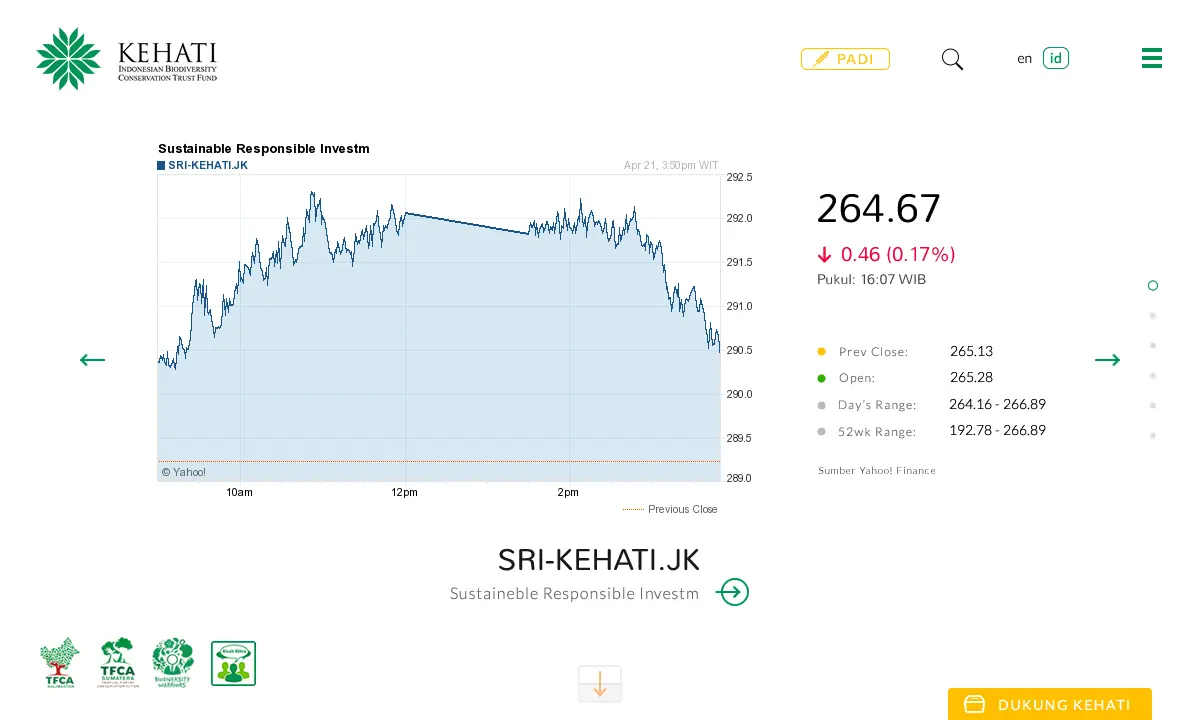 KEHATI
INDONESIAN BIODIVERSITY
CONSERVATION TRUST FUND
PADI
en id
Sustainable Responsible Investm
SRI-KEHATI.JK
Apr 21, 3:50pm WIT
292.5
292.0
291.5
291.0
290.5
290.0
289.5
289.0
© Yahoo!
10am 12pm 2pm
Previous Close
264.67
0.46 (0.17%)
Pukul: 16:07 WIB
Prev Close: 265.13
Open: 265.28
Day's Range: 264.16 - 266.89
52wk Range: 192.78 - 266.89
Sumber Yahoo! Finance
SRI-KEHATI.JK
Sustaineble Responsible Investm
TFCA
KALIMANTAN
TFCA
SUMATERA
BIODIVERSITY
WARRIORS
DUKUNG KEHATI